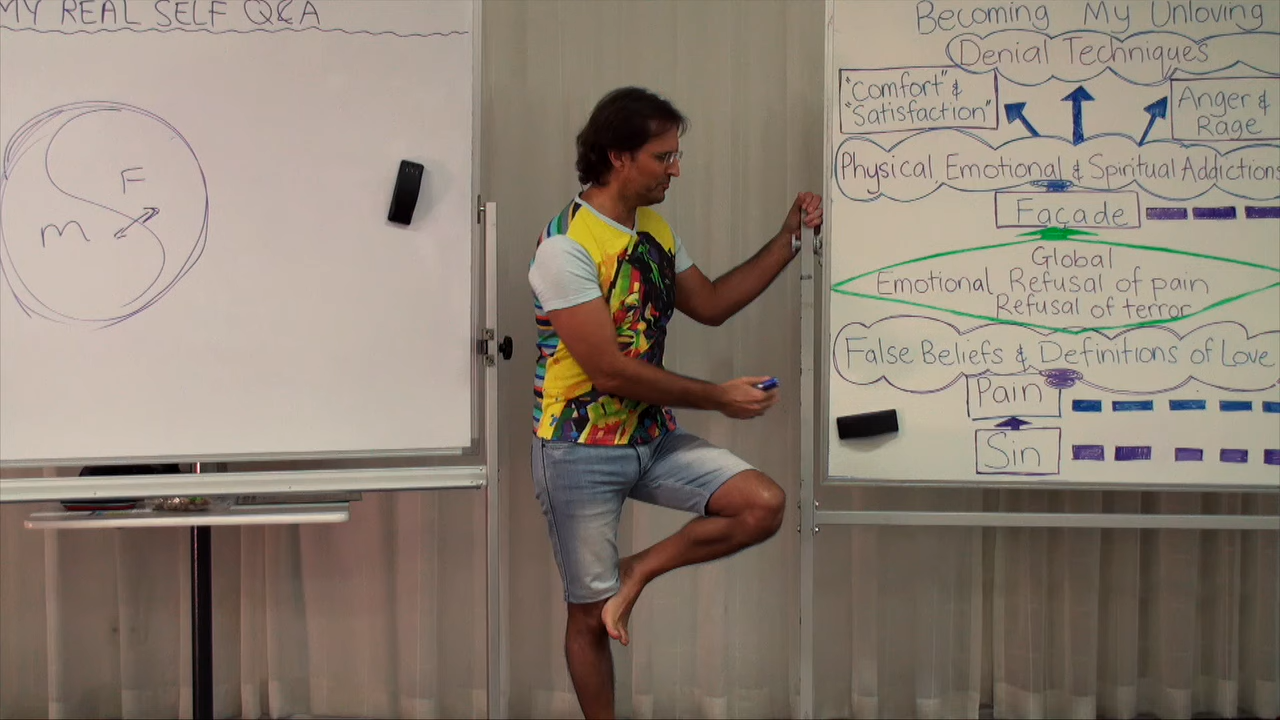 MY REAL SELF Q&A
F
M
Becoming My Unloving
Denial Techniques
"Comfort" &
"Satisfaction"
Anger &
Rage
Physical, Emotional & Spiritual Addictions
Façade
Global
Emotional Refusal of pain
Refusal of terror
False Beliefs & Definitions of Love
Pain
Sin